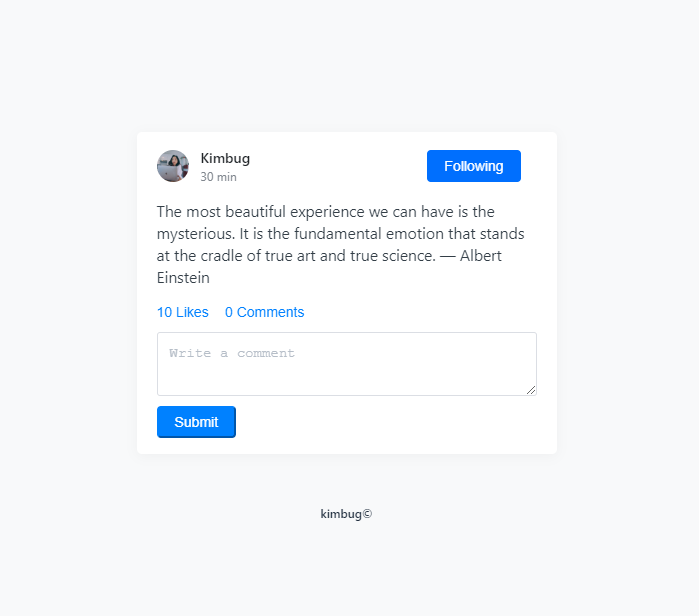 Kimbug
30 min
Following
The most beautiful experience we can have is the
mysterious. It is the fundamental emotion that stands
at the cradle of true art and true science. — Albert
Einstein
10 Likes 0 Comments
Write a comment
Submit
kimbug©